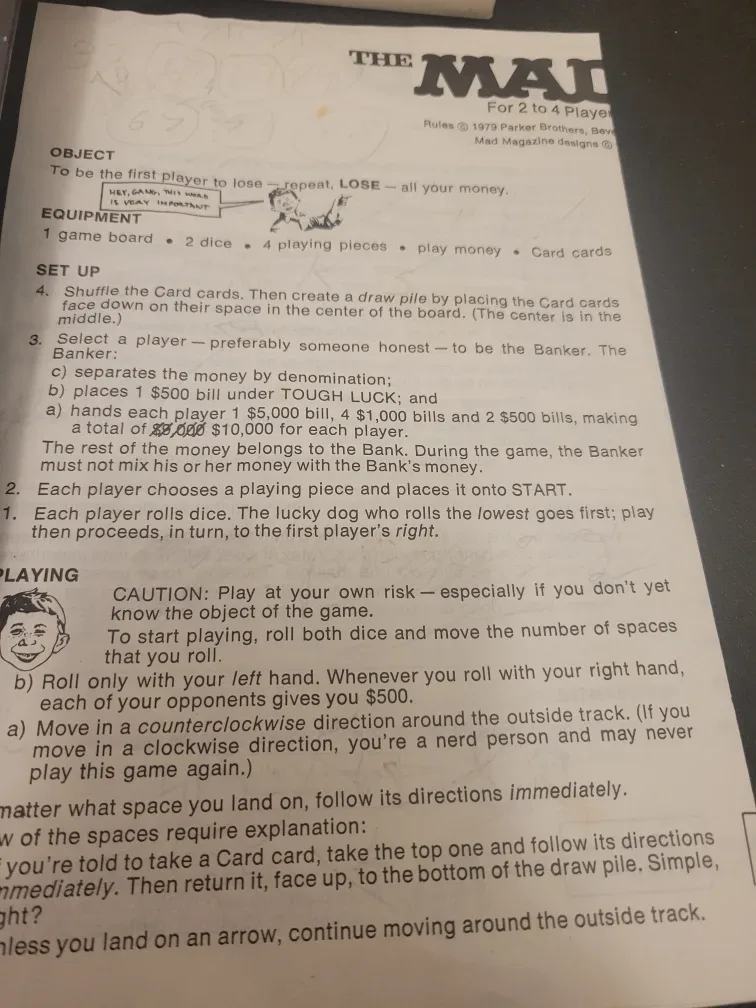 THE MAD
For 2 to 4 Player
Rules © 1979 Parker Brothers, Beve
Mad Magazine designs ©
OBJECT
To be the first player to lose — repeat, LOSE — all your money.
HEY, GANG, THIS WORD
IS VERY IMPORTANT
EQUIPMENT
1 game board • 2 dice • 4 playing pieces • play money • Card cards
SET UP
4. Shuffle the Card cards. Then create a draw pile by placing the Card cards
face down on their space in the center of the board. (The center is in the
middle.)
3. Select a player — preferably someone honest — to be the Banker. The
Banker:
c) separates the money by denomination;
b) places 1 $500 bill under TOUGH LUCK; and
a) hands each player 1 $5,000 bill, 4 $1,000 bills and 2 $500 bills, making
a total of $10,000 for each player.
The rest of the money belongs to the Bank. During the game, the Banker
must not mix his or her money with the Bank's money.
2. Each player chooses a playing piece and places it onto START.
1. Each player rolls dice. The lucky dog who rolls the lowest goes first; play
then proceeds, in turn, to the first player's right.
PLAYING
CAUTION: Play at your own risk — especially if you don't yet
know the object of the game.
To start playing, roll both dice and move the number of spaces
that you roll.
b) Roll only with your left hand. Whenever you roll with your right hand,
each of your opponents gives you $500.
a) Move in a counterclockwise direction around the outside track. (If you
move in a clockwise direction, you're a nerd person and may never
play this game again.)
matter what space you land on, follow its directions immediately.
w of the spaces require explanation:
f you're told to take a Card card, take the top one and follow its directions
mmediately. Then return it, face up, to the bottom of the draw pile. Simple,
ght?
nless you land on an arrow, continue moving around the outside track.